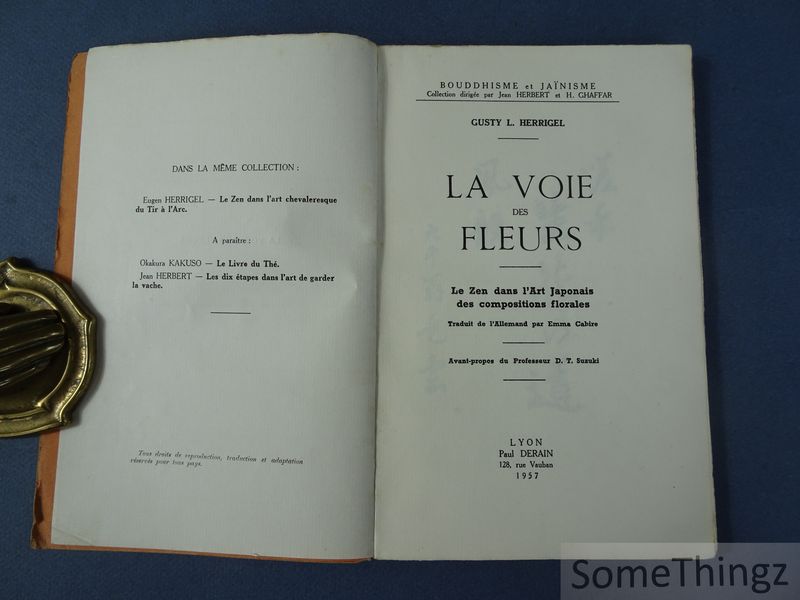 DANS LA MÊME COLLECTION :
Eugen HERRIGEL — Le Zen dans l'art chevaleresque
du Tir à l'Arc.
A paraître :
Okakura KAKUSO — Le Livre du Thé.
Jean HERBERT — Les dix étapes dans l'art de garder
la vache.
Tous droits de reproduction, traduction et adaptation
réservés pour tous pays.
BOUDDHISME et JAÏNISME
Collection dirigée par Jean HERBERT et H. GHAFFAR
GUSTY L. HERRIGEL
LA VOIE
DES
FLEURS
Le Zen dans l'Art Japonais
des compositions florales
Traduit de l'Allemand par Emma Cabire
Avant-propos du Professeur D. T. Suzuki
LYON
Paul DERAIN
128, rue Vauban
1957
SomeThingz